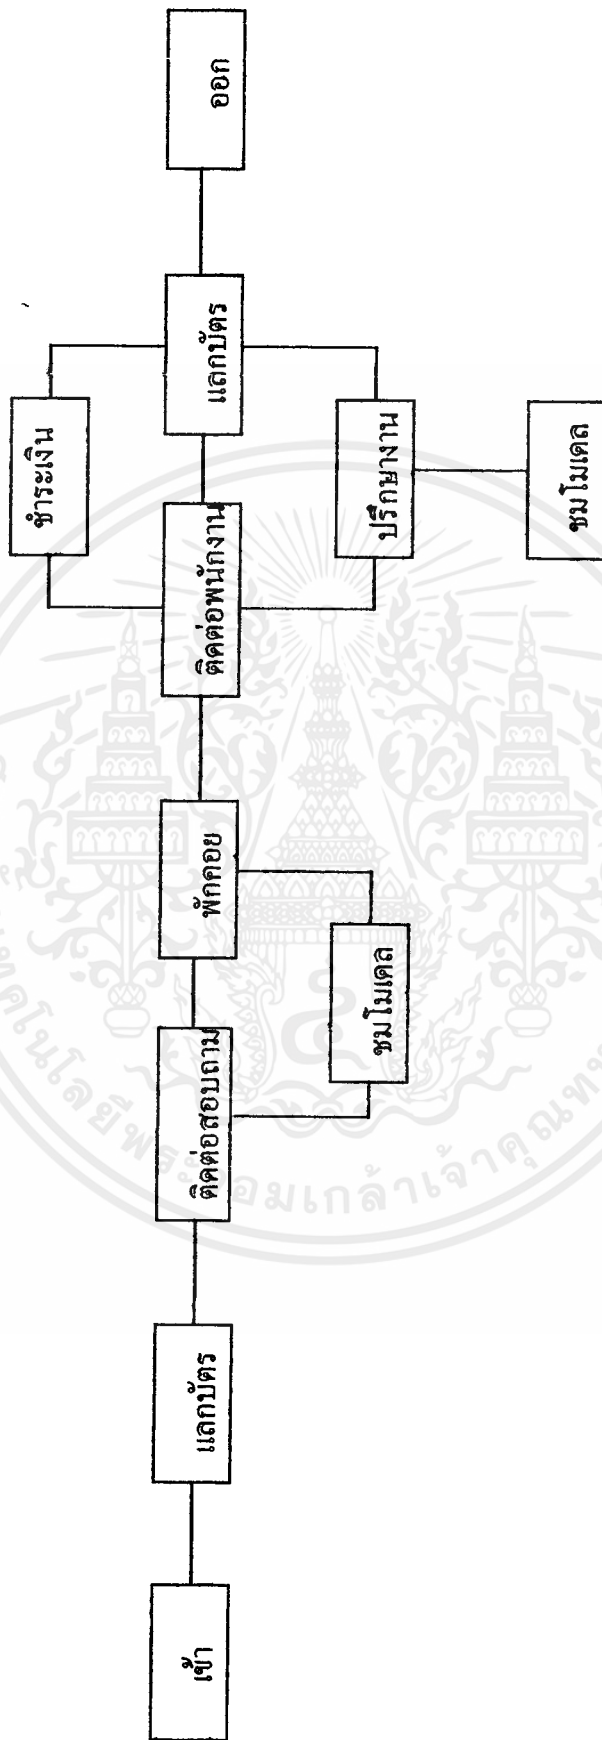 เข้า
แลกบัตร
ติดต่อสอบถาม
พักคอย
ชมโมเดล
ติดต่อพนักงาน
ชำระเงิน
ปรึกษางาน
ชมโมเดล
แลกบัตร
ออก